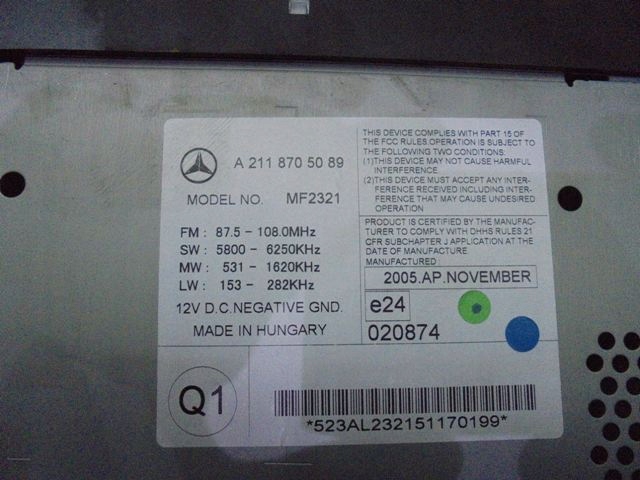 A 211 870 50 89
MODEL NO. MF2321
FM : 87.5 - 108.0MHz
SW : 5800 - 6250KHz
MW : 531 - 1620KHz
LW : 153 - 282KHz
12V D.C.NEGATIVE GND.
MADE IN HUNGARY
THIS DEVICE COMPLIES WITH PART 15 OF
THE FCC RULES.OPERATION IS SUBJECT
TO THE FOLLOWING TWO CONDITIONS:
(1)THIS DEVICE MAY NOT CAUSE HARMFUL
INTERFERENCE.
(2)THIS DEVICE MUST ACCEPT ANY INTER-
FERENCE RECEIVED INCLUDING INTER-
FERENCE THAT MAY CAUSE UNDESIRED
OPERATION
PRODUCT IS CERTIFIED BY THE MANUFAC-
TURER TO COMPLY WITH DHHS RULES 21
CFR SUBCHAPTER J APPLICATION AT THE
DATE OF MANUFACTURE
MANUFACTURED :
2005.AP.NOVEMBER
e24
020874
Q1
*523AL232151170199*